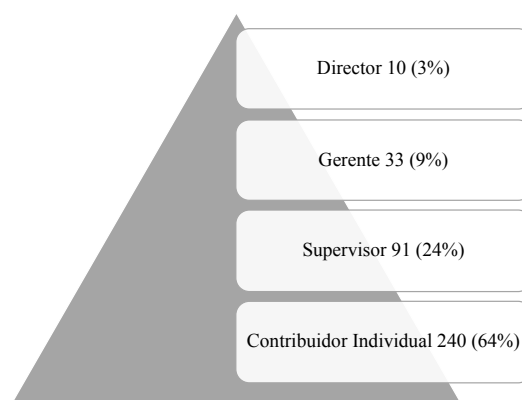 Director 10 (3%)
Gerente 33 (9%)
Supervisor 91 (24%)
Contribuidor Individual 240 (64%)